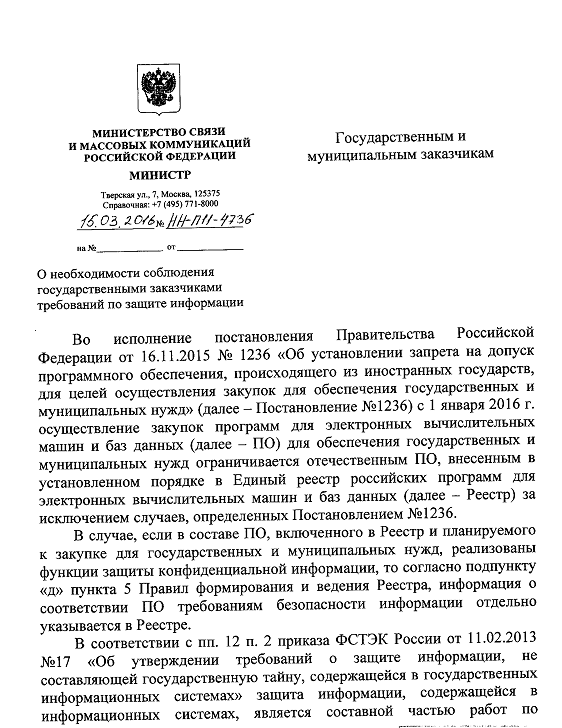 МИНИСТЕРСТВО СВЯЗИ
И МАССОВЫХ КОММУНИКАЦИЙ
РОССИЙСКОЙ ФЕДЕРАЦИИ
МИНИСТР
Тверская ул., 7, Москва, 125375
Справочная: +7 (495) 771-8000
15.03.2016 № НН-П11-4736
на № от
Государственным и
муниципальным заказчикам
О необходимости соблюдения
государственными заказчиками
требований по защите информации
Во исполнение постановления Правительства Российской
Федерации от 16.11.2015 № 1236 «Об установлении запрета на допуск
программного обеспечения, происходящего из иностранных государств,
для целей осуществления закупок для обеспечения государственных и
муниципальных нужд» (далее – Постановление №1236) с 1 января 2016 г.
осуществление закупок программ для электронных вычислительных
машин и баз данных (далее – ПО) для обеспечения государственных и
муниципальных нужд ограничивается отечественным ПО, внесенным в
установленном порядке в Единый реестр российских программ для
электронных вычислительных машин и баз данных (далее – Реестр) за
исключением случаев, определенных Постановлением №1236.
В случае, если в составе ПО, включенного в Реестр и планируемого
к закупке для государственных и муниципальных нужд, реализованы
функции защиты конфиденциальной информации, то согласно подпункту
«д» пункта 5 Правил формирования и ведения Реестра, информация о
соответствии ПО требованиям безопасности информации отдельно
указывается в Реестре.
В соответствии с пп. 12 п. 2 приказа ФСТЭК России от 11.02.2013
№17 «Об утверждении требований о защите информации, не
составляющей государственную тайну, содержащейся в государственных
информационных системах» защита информации, содержащейся в
информационных системах, является составной частью работ по